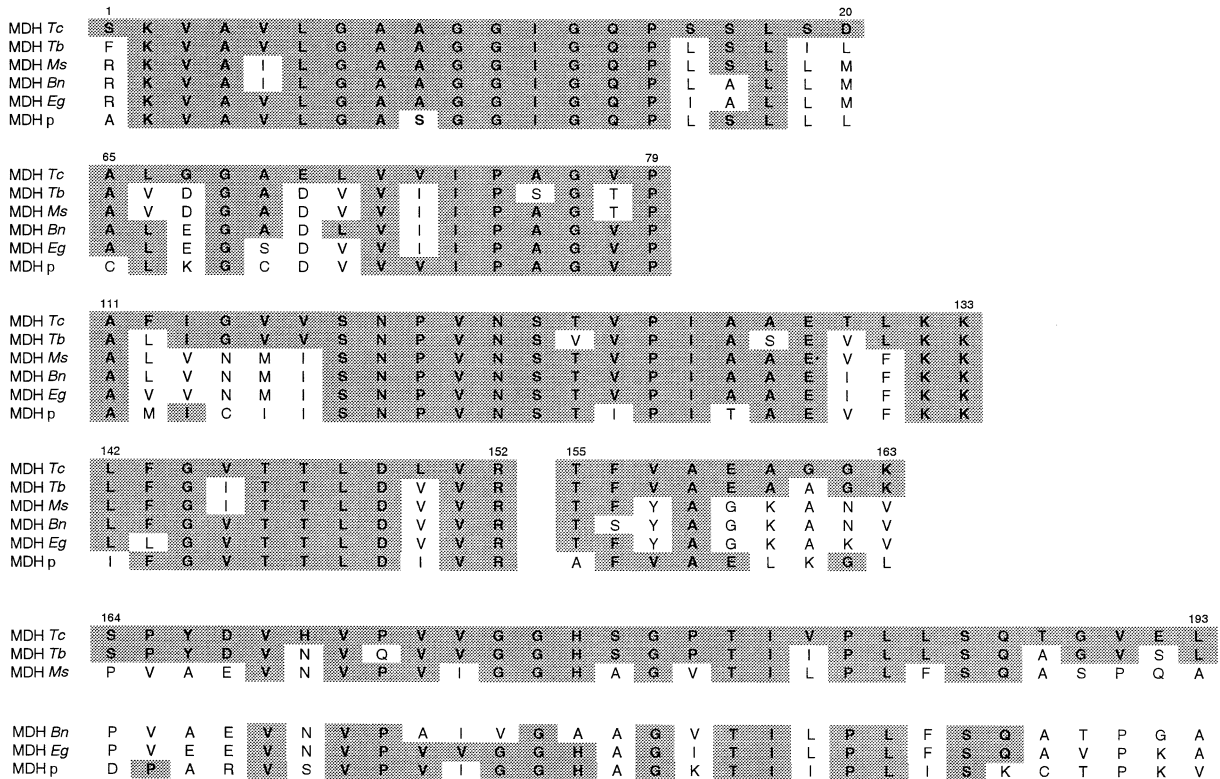 1 20
MDH Tc S K V A V L G A A G G I G Q P S S L S D
MDH Tb F K V A V L G A A G G I G Q P L S L I L
MDH Ms R K V A I L G A A G G I G Q P L S L L M
MDH Bn R K V A I L G A A G G I G Q P L A L L M
MDH Eg R K V A V L G A A G G I G Q P I A L L M
MDH p A K V A V L G A S G G I G Q P L S L L L
65 79
MDH Tc A L G G A E L V V I P A G V P
MDH Tb A V D G A D V V I I P S G T P
MDH Ms A V D G A D V V I I P A G T P
MDH Bn A L E G A D L V I I P A G V P
MDH Eg A L E G S D V V I I P A G V P
MDH p C L K G C D V V V I P A G V P
111 133
MDH Tc A F I G V V S N P V N S T V P I A A E T L K K
MDH Tb A L I G V V S N P V N S V V P I A S E V L K K
MDH Ms A L V N M I S N P V N S T V P I A A E V F K K
MDH Bn A L V N M I S N P V N S T V P I A A E I F K K
MDH Eg A V V N M I S N P V N S T V P I A A E I F K K
MDH p A M I C I I S N P V N S T I P I T A E V F K K
142 152 155 163
MDH Tc L F G V T T L D L V R T F V A E A G G K
MDH Tb L F G I T T L D V V R T F V A E A A G K
MDH Ms L F G I T T L D V V R T F Y A G K A N V
MDH Bn L F G V T T L D V V R T S Y A G K A N V
MDH Eg L L G V T T L D V V R T F Y A G K A K V
MDH p I F G V T T L D I V R A F V A E L K G L
164 193
MDH Tc S P Y D V H V P V V G G H S G P T I V P L L S Q T G V E L
MDH Tb S P Y D V N V Q V V G G H S G P T I I P L L S Q A G V S L
MDH Ms P V A E V N V P V I G G H A G V T I L P L F S Q A S P Q A
MDH Bn P V A E V N V P A I V G A A G V T I L P L F S Q A T P G A
MDH Eg P V E E V N V P V V G G H A G I T I L P L F S Q A V P K A
MDH p D P A R V S V P V I G G H A G K T I I P L I S K C T P K V